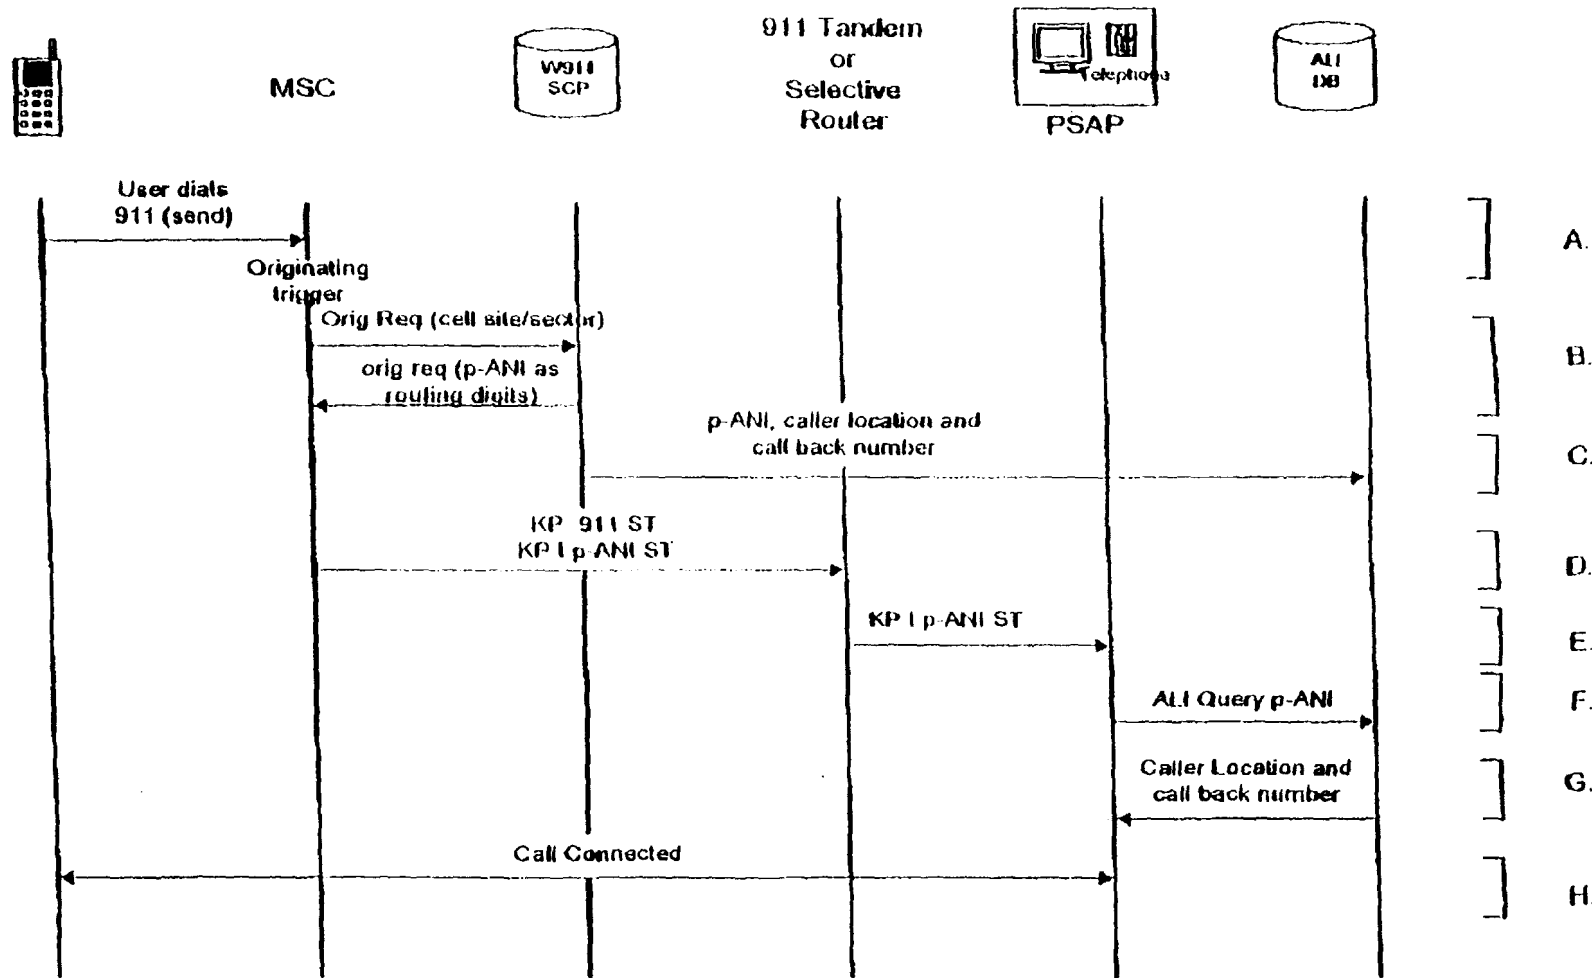 MSC
W911
SCP
911 Tandem
or
Selective
Router
Telephone
PSAP
ALI
DB
User dials
911 (send)
A.
Originating
trigger
Orig Req (cell site/sector)
B.
orig req (p-ANI as
routing digits)
p-ANI, caller location and
call back number
C.
KP 911 ST
KP I p-ANI ST
D.
KP I p-ANI ST
E.
ALI Query p-ANI
F.
Caller Location and
call back number
G.
Call Connected
H.